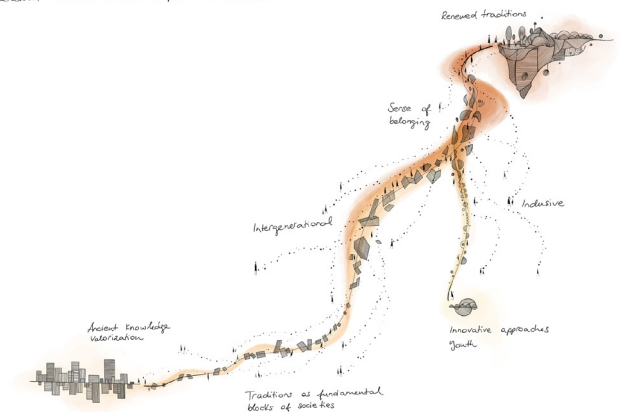 Renewed traditions
Sense of
belonging
Inclusive
Intergenerational
Ancient knowledge
valorization
Innovative approaches
youth
Traditions as fundamental
blocks of societies